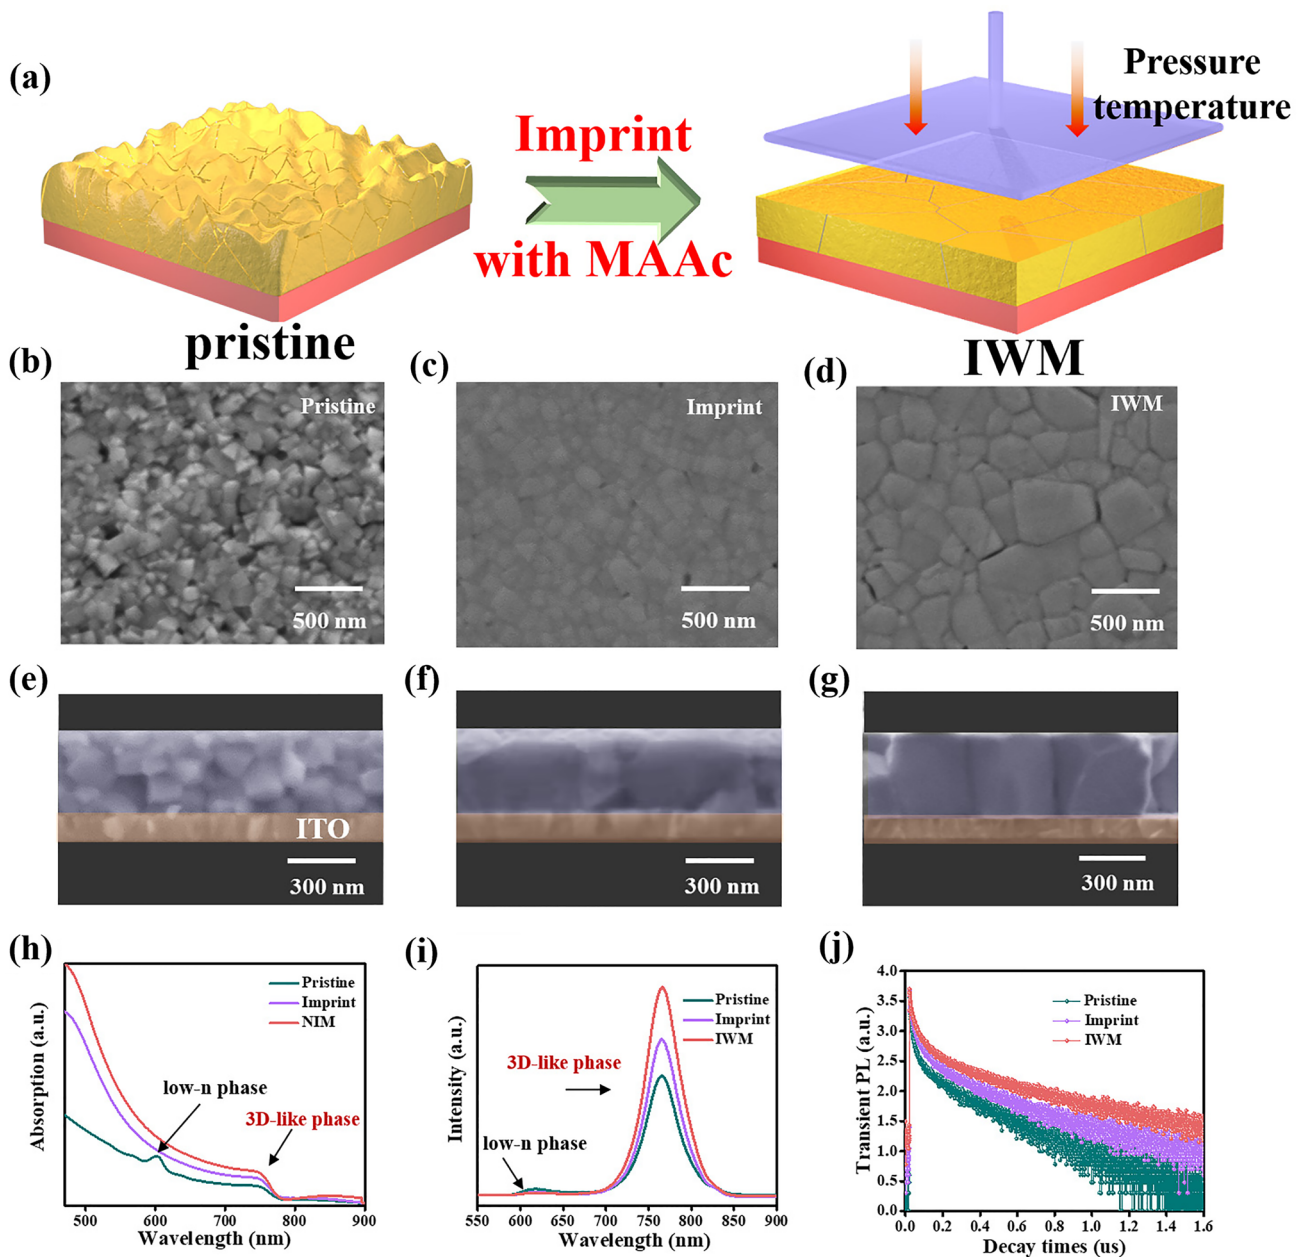 (a)
Imprint
with MAAc
Pressure
temperature
pristine
IWM
(b)
Pristine
500 nm
(c)
Imprint
500 nm
(d)
IWM
500 nm
(e)
ITO
300 nm
(f)
300 nm
(g)
300 nm
(h)
Absorption (a.u.)
Pristine
Imprint
NIM
low-n phase
3D-like phase
500 600 700 800 900
Wavelength (nm)
(i)
Intensity (a.u.)
Pristine
Imprint
IWM
3D-like phase
low-n phase
550 600 650 700 750 800 850 900
Wavelength (nm)
(j)
Transient PL (a.u.)
4.0
3.5
3.0
2.5
2.0
1.5
1.0
0.5
0.0
Pristine
Imprint
IWM
0.0 0.2 0.4 0.6 0.8 1.0 1.2 1.4 1.6
Decay times (us)